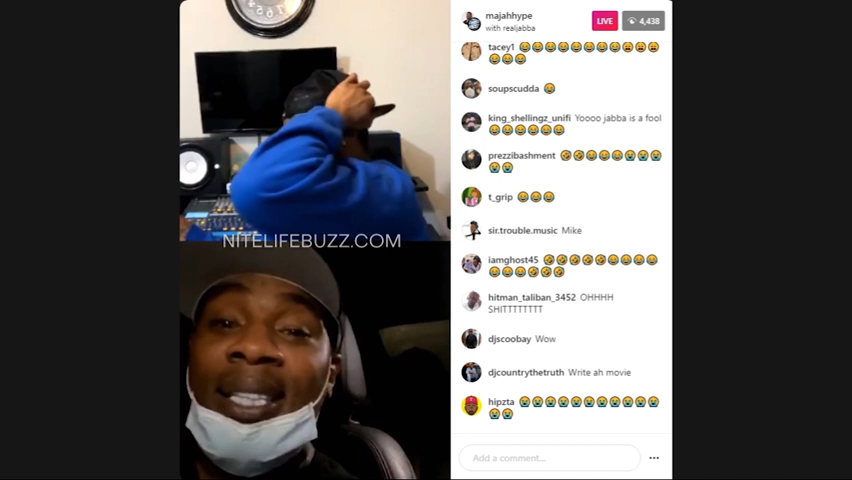 majahhype
with realjabba
LIVE
4,438
tacey1 😂😂😂😂😂😂😂😂😩😩😩
😂😂😂
soupscudda 😂
king_shellingz_unifi Yoooo jabba is a fool
😂😂😂😂😂😂
prezzibashment 🤣🤣😂😂😂😭😭😭
😭😭
t_grip 😂😂😂
sir.trouble.music Mike
iamghost45 🤣🤣🤣🤣🤣😂😂😂😂
😂😂😂🤣🤣🤣
hitman_taliban_3452 OHHHH
SHITTTTTTTT
djscoobay Wow
djcountrythetruth Write ah movie
hipzta 😭😭😭😭😭😭😭😭😭😭😭
😭😭
Add a comment...
NITELIFEBUZZ.COM